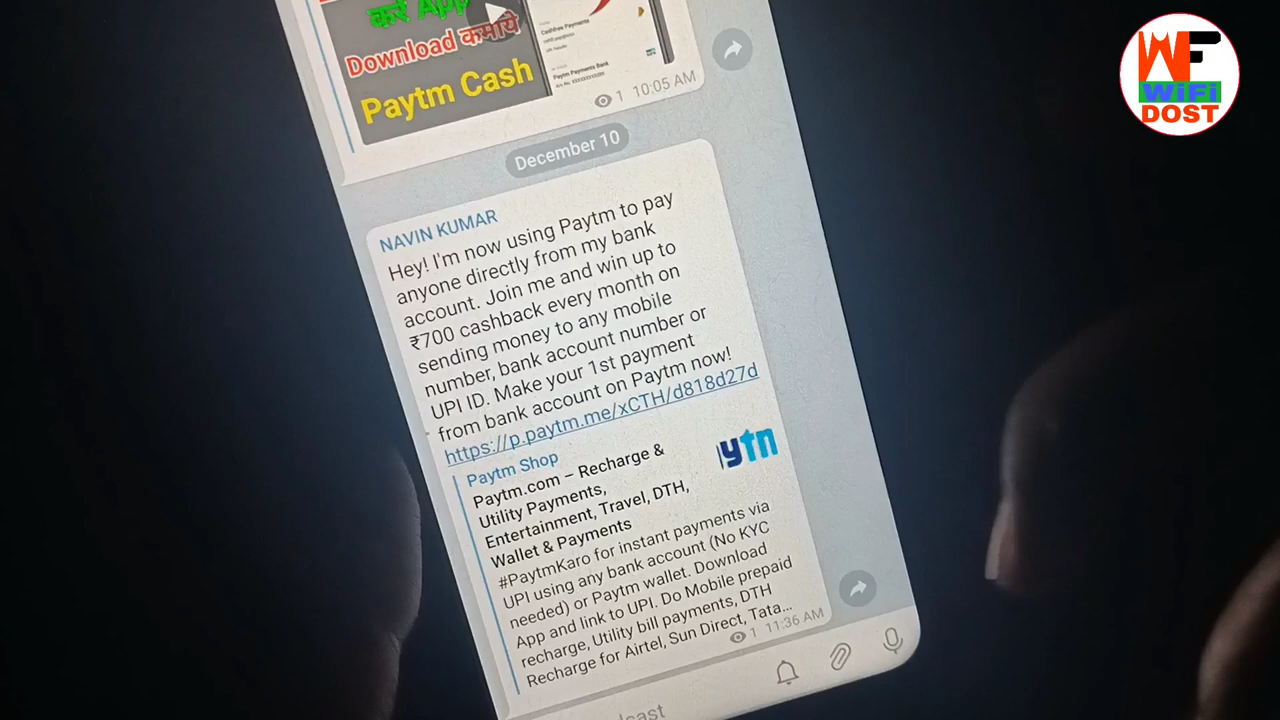 करें App
Download कमाये
Paytm Cash
Cashfree Payments
Paytm Payments Bank
1 10:05 AM
WF
WiFi
DOST
December 10
NAVIN KUMAR
Hey! I'm now using Paytm to pay
anyone directly from my bank
account. Join me and win up to
₹700 cashback every month on
sending money to any mobile
number, bank account number or
UPI ID. Make your 1st payment
from bank account on Paytm now!
https://p.paytm.me/xCTH/d818d27d
Paytm Shop
Paytm.com – Recharge &
Utility Payments,
Entertainment, Travel, DTH,
Wallet & Payments
ytn
#PaytmKaro for instant payments via
UPI using any bank account (No KYC
needed) or Paytm wallet. Download
App and link to UPI. Do Mobile prepaid
recharge, Utility bill payments, DTH
Recharge for Airtel, Sun Direct, Tata...
1 11:36 AM